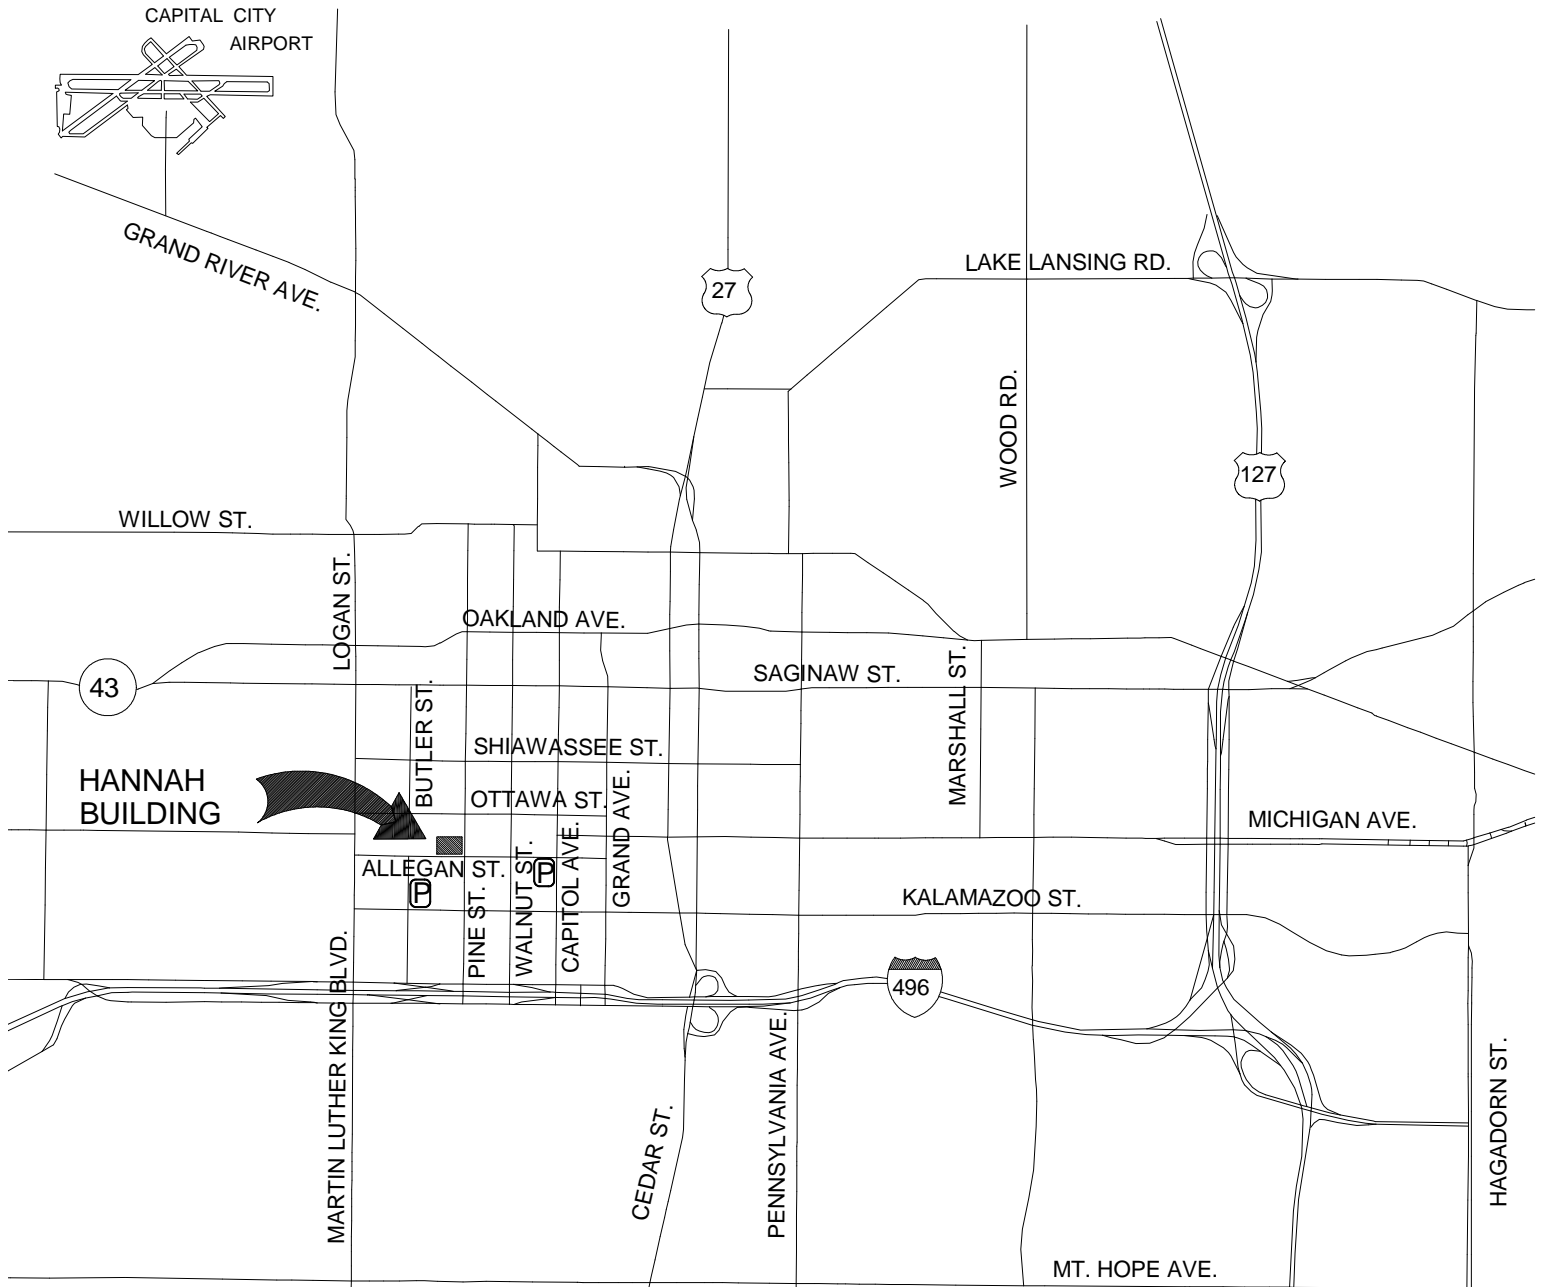 CAPITAL CITY
AIRPORT
GRAND RIVER AVE.
27
LAKE LANSING RD.
WOOD RD.
127
WILLOW ST.
LOGAN ST.
OAKLAND AVE.
43
SAGINAW ST.
MARSHALL ST.
BUTLER ST.
SHIAWASSEE ST.
HANNAH
BUILDING
OTTAWA ST.
GRAND AVE.
MICHIGAN AVE.
ALLEGAN ST.
P
P
PINE ST.
WALNUT ST.
CAPITOL AVE.
KALAMAZOO ST.
496
MARTIN LUTHER KING BLVD.
CEDAR ST.
PENNSYLVANIA AVE.
HAGADORN ST.
MT. HOPE AVE.